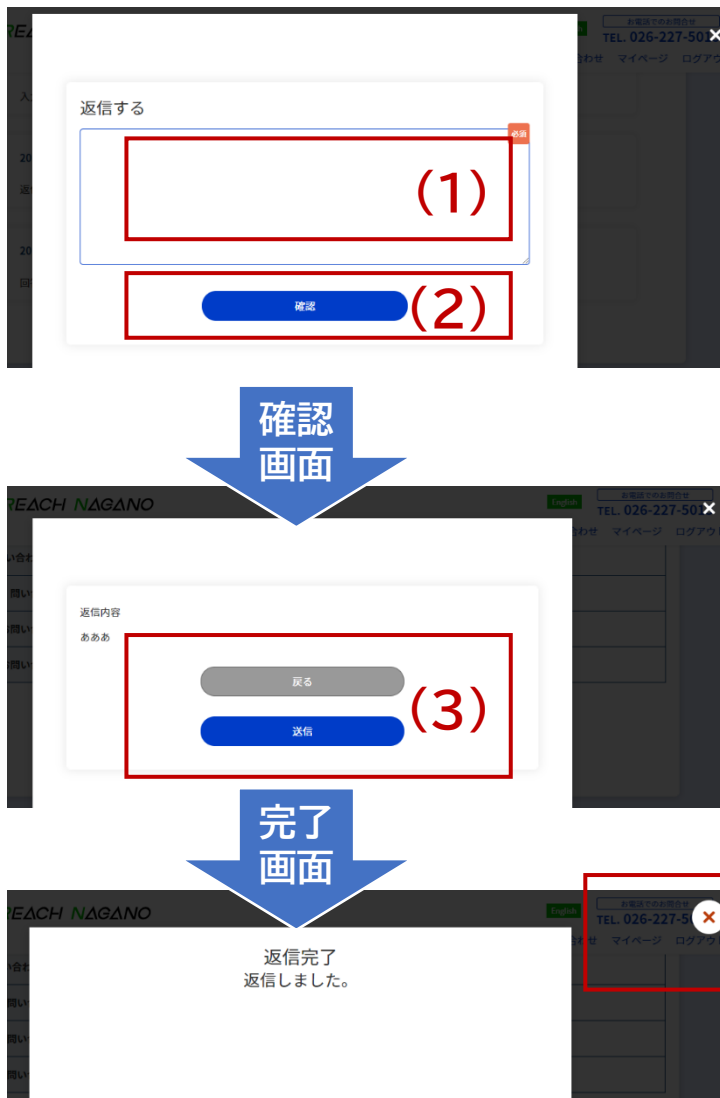 お電話でのお問合せ
TEL. 026-227-50
合わせ マイページ ログアウ
返信する
必須
(1)
確認
(2)
確認
画面
REACH NAGANO
English
お電話でのお問合せ
TEL. 026-227-501
合わせ マイページ ログアウ
返信内容
あああ
戻る
送信
(3)
完了
画面
REACH NAGANO
English
お電話でのお問合せ
TEL. 026-227-5
合わせ マイページ ログアウ
返信完了
返信しました。